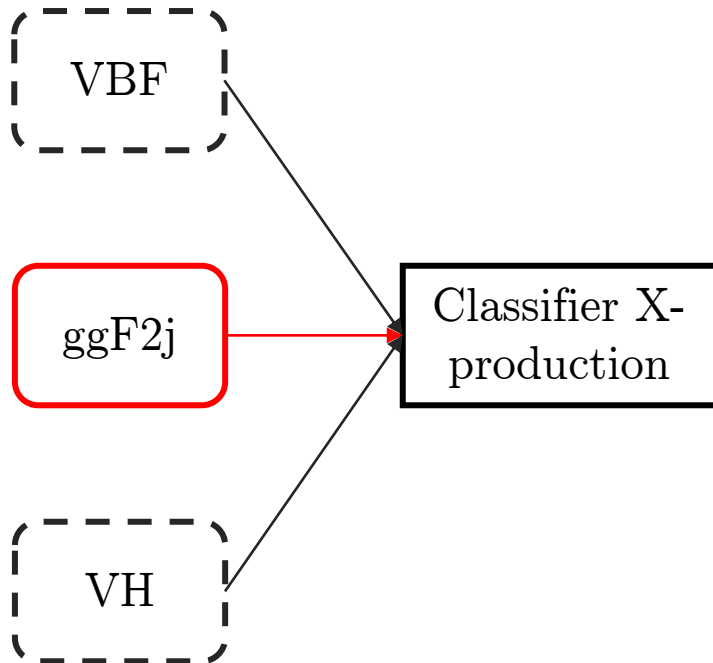 VBF
ggF2j
Classifier X-
production
VH